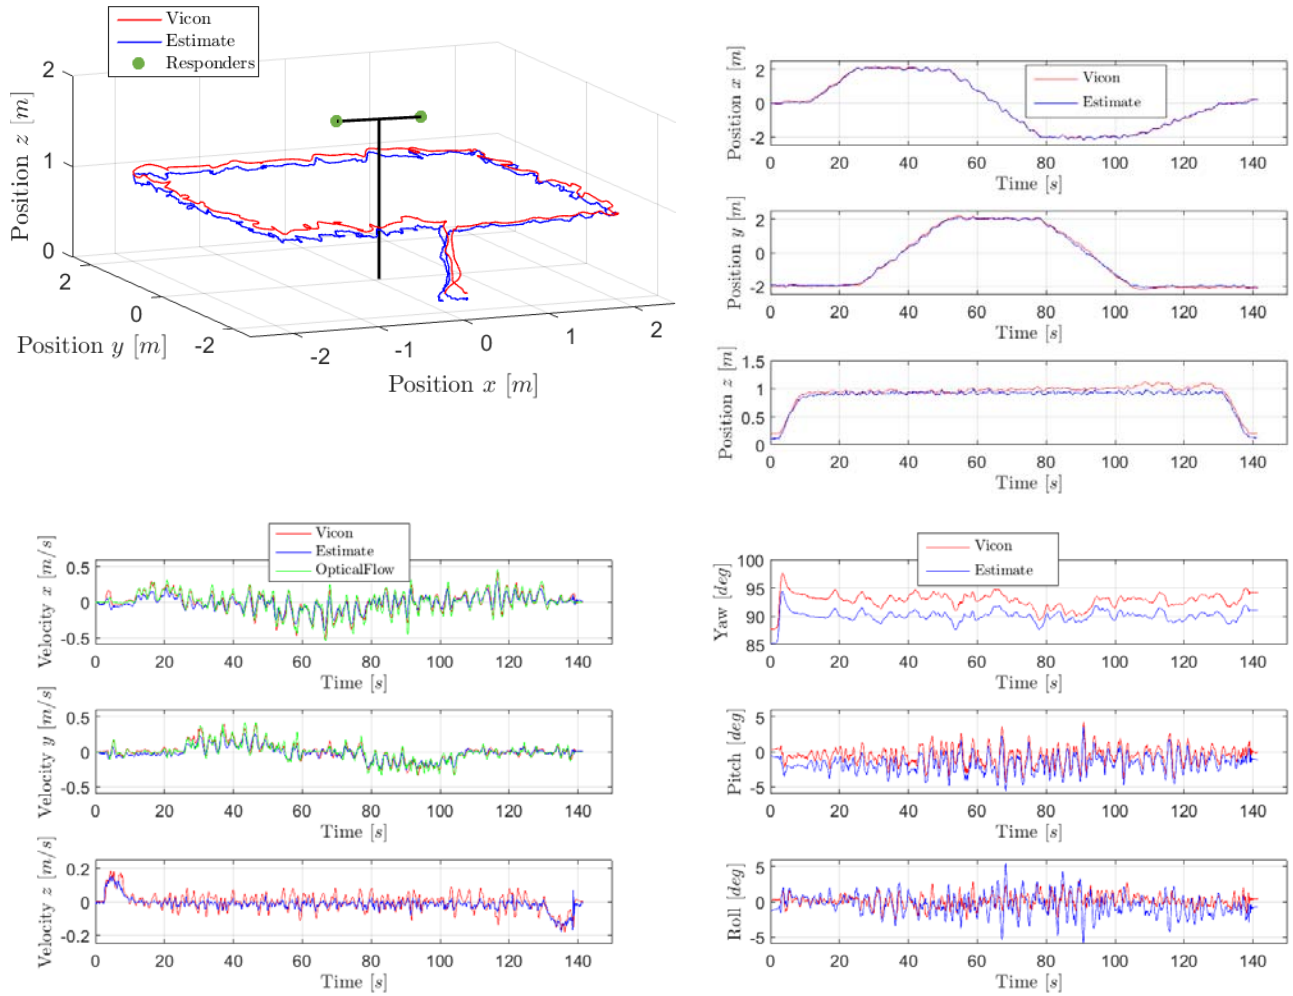 Vicon
Estimate
Responders
2
1
0
Position z [m]
2
0
-2
Position y [m]
-2
-1
0
1
2
Position x [m]
Vicon
Estimate
2
0
-2
Position x [m]
0 20 40 60 80 100 120 140
Time [s]
2
0
-2
Position y [m]
0 20 40 60 80 100 120 140
Time [s]
1.5
1
0.5
0
Position z [m]
0 20 40 60 80 100 120 140
Time [s]
Vicon
Estimate
OpticalFlow
0.5
0
-0.5
Velocity x [m/s]
0 20 40 60 80 100 120 140
Time [s]
0.5
0
-0.5
Velocity y [m/s]
0 20 40 60 80 100 120 140
Time [s]
0.2
0
-0.2
Velocity z [m/s]
0 20 40 60 80 100 120 140
Time [s]
Vicon
Estimate
100
95
90
85
Yaw [deg]
0 20 40 60 80 100 120 140
Time [s]
5
0
-5
Pitch [deg]
0 20 40 60 80 100 120 140
Time [s]
5
0
-5
Roll [deg]
0 20 40 60 80 100 120 140
Time [s]